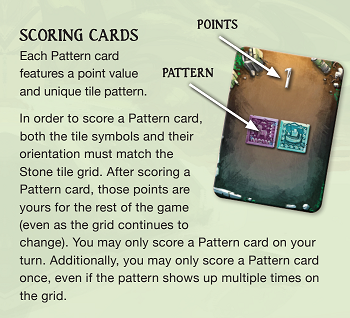 POINTS
SCORING CARDS
Each Pattern card
features a point value
and unique tile pattern.
PATTERN
1
In order to score a Pattern card,
both the tile symbols and their
orientation must match the
Stone tile grid. After scoring a
Pattern card, those points are
yours for the rest of the game
(even as the grid continues to
change). You may only score a Pattern card on your
turn. Additionally, you may only score a Pattern card
once, even if the pattern shows up multiple times on
the grid.